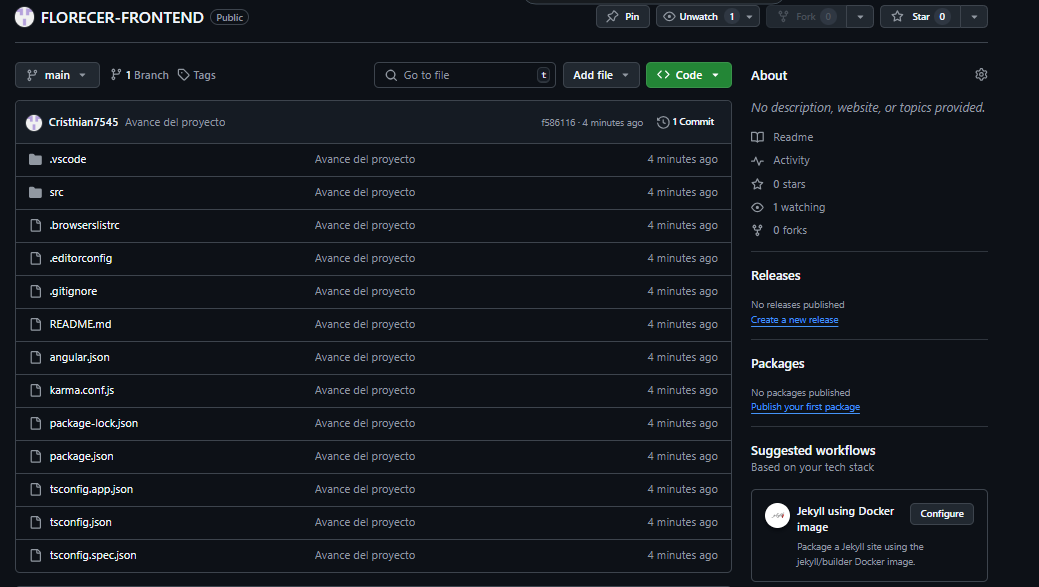 FLORECER-FRONTEND Public
Pin
Unwatch 1
Fork 0
Star 0
main
1 Branch
Tags
Go to file t
Add file
Code
Cristhian7545 Avance del proyecto f586116 · 4 minutes ago 1 Commit
.vscode Avance del proyecto 4 minutes ago
src Avance del proyecto 4 minutes ago
.browserslistrc Avance del proyecto 4 minutes ago
.editorconfig Avance del proyecto 4 minutes ago
.gitignore Avance del proyecto 4 minutes ago
README.md Avance del proyecto 4 minutes ago
angular.json Avance del proyecto 4 minutes ago
karma.conf.js Avance del proyecto 4 minutes ago
package-lock.json Avance del proyecto 4 minutes ago
package.json Avance del proyecto 4 minutes ago
tsconfig.app.json Avance del proyecto 4 minutes ago
tsconfig.json Avance del proyecto 4 minutes ago
tsconfig.spec.json Avance del proyecto 4 minutes ago
About
No description, website, or topics provided.
Readme
Activity
0 stars
1 watching
0 forks
Releases
No releases published
Create a new release
Packages
No packages published
Publish your first package
Suggested workflows
Based on your tech stack
Jekyll using Docker
image
Configure
Package a Jekyll site using the
jekyll/builder Docker image.